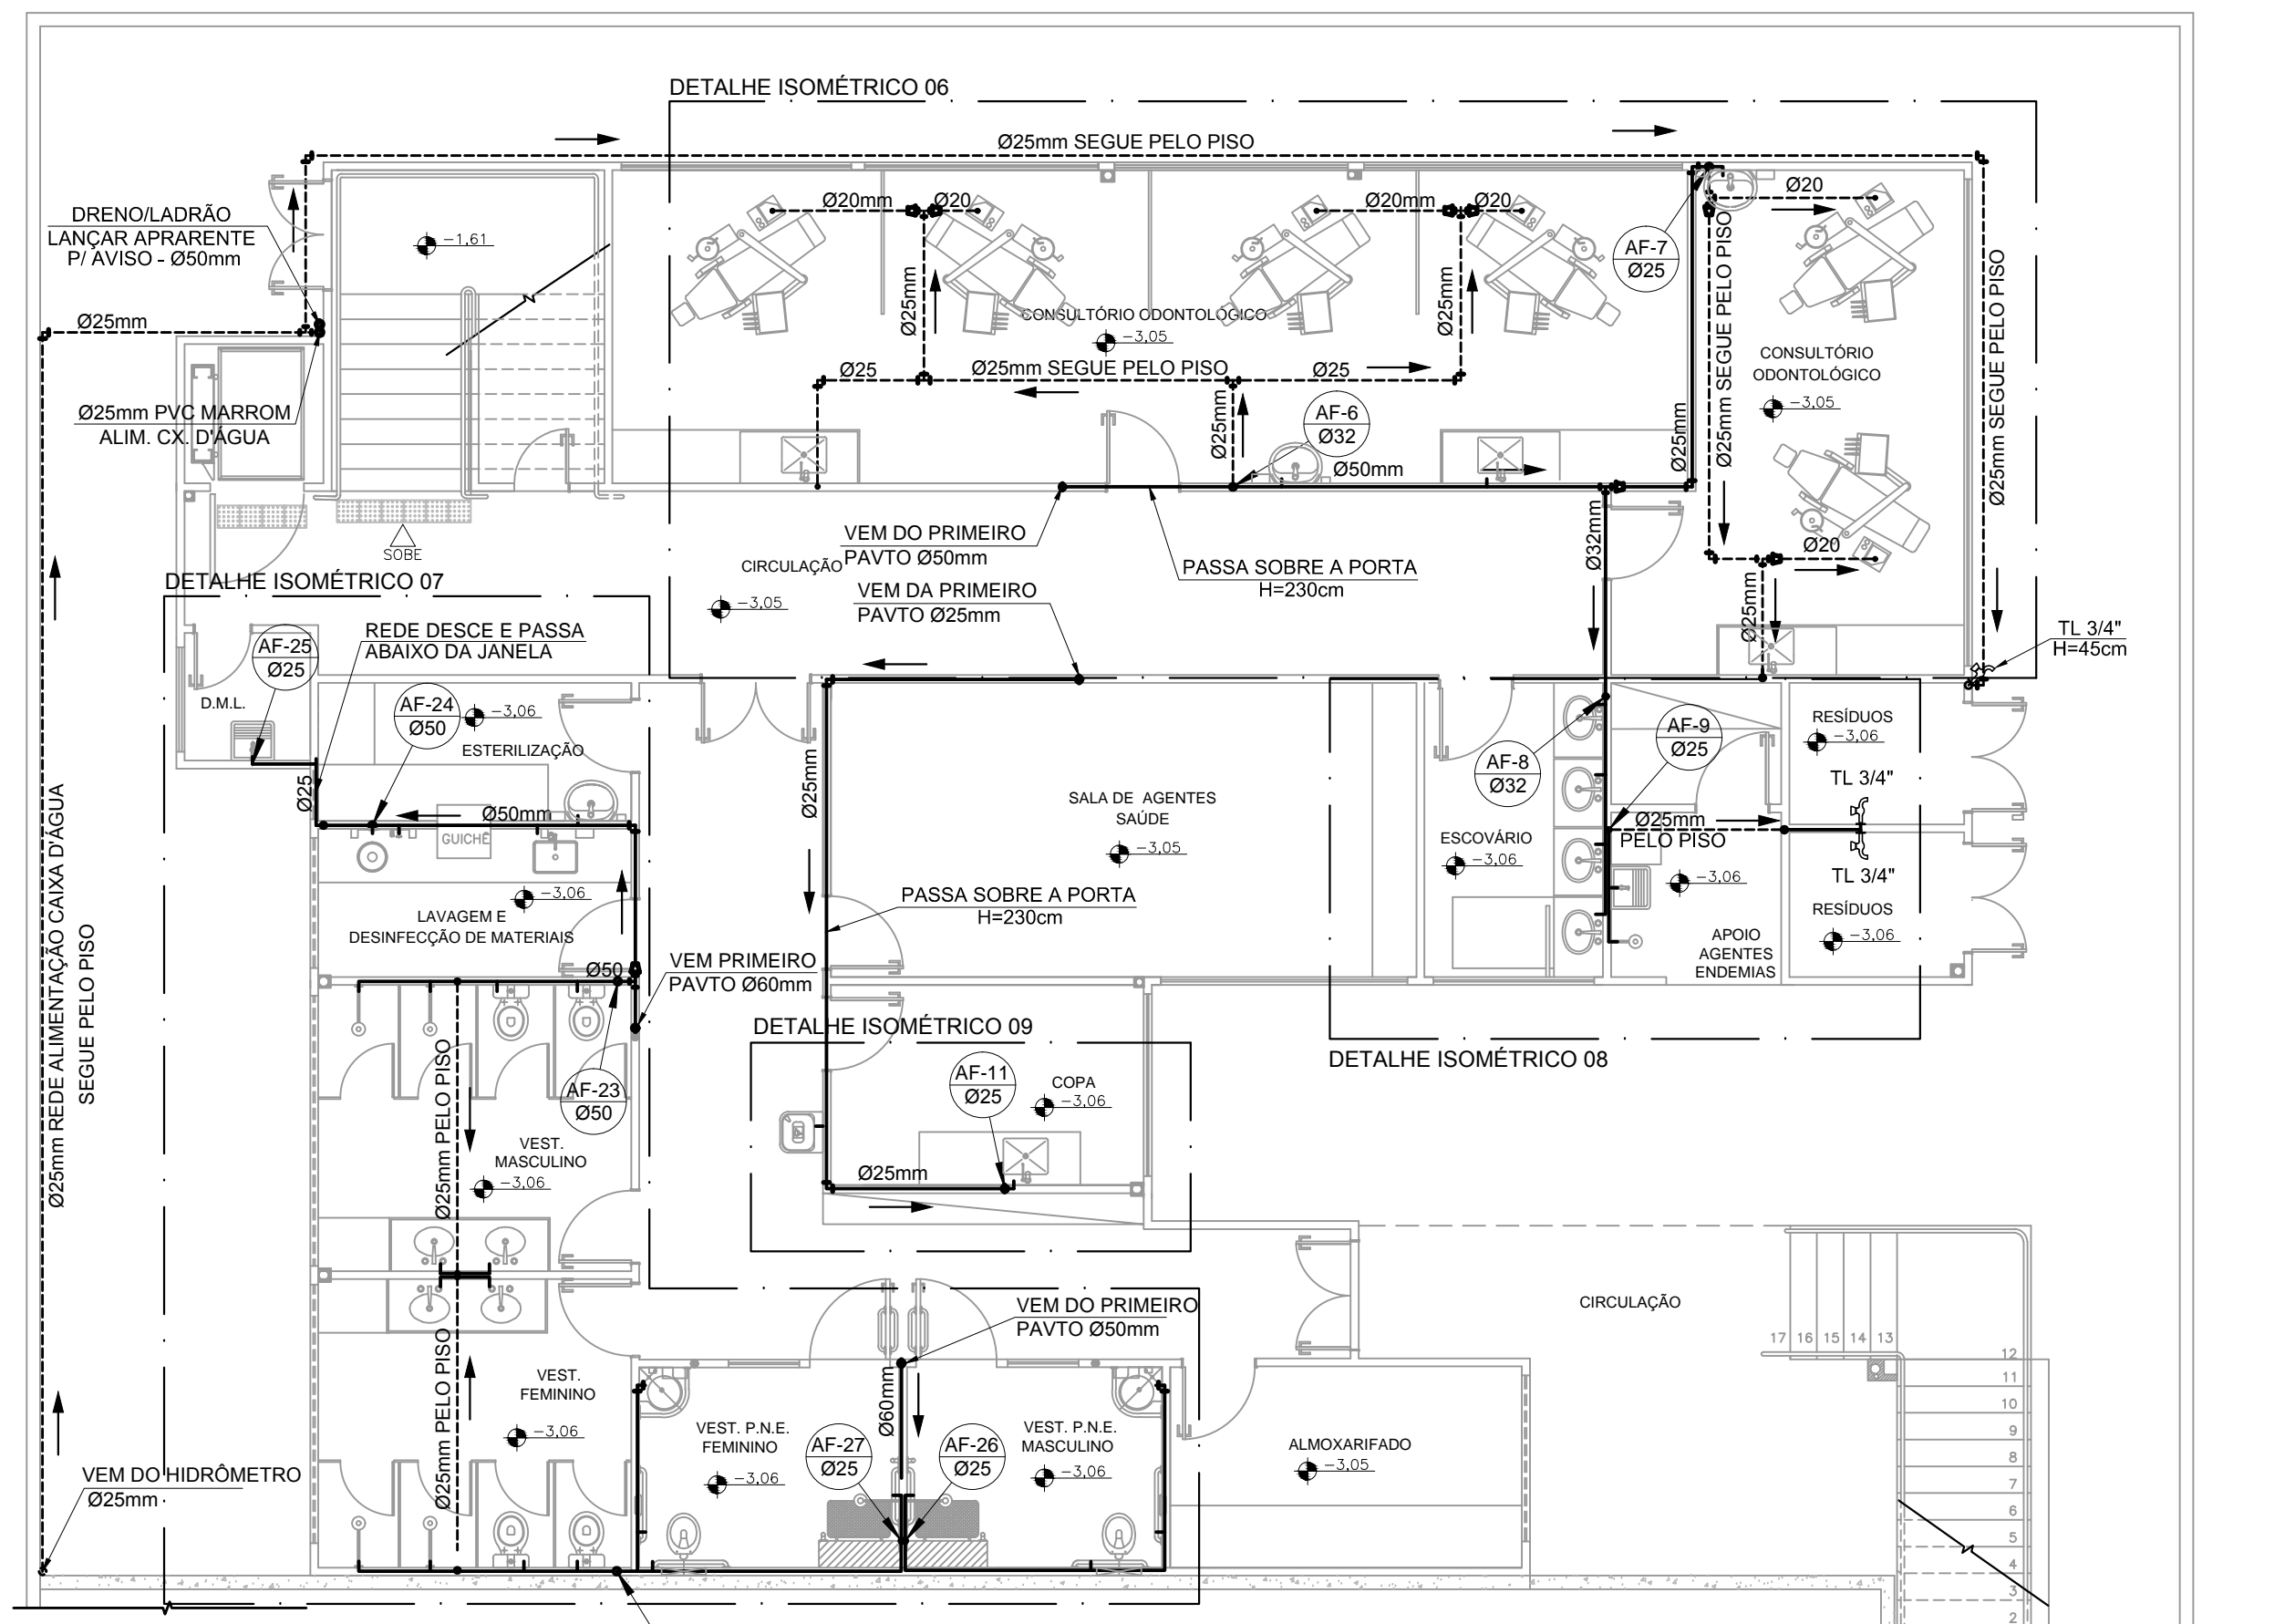 DETALHE ISOMÉTRICO 06
Ø25mm SEGUE PELO PISO
DRENO/LADRÃO
LANÇAR APRARENTE
P/ AVISO - Ø50mm
-1,61
Ø20mm
Ø20
Ø20mm
Ø20
Ø20
AF-7
Ø25
Ø25mm
Ø25mm
Ø25mm
CONSULTÓRIO ODONTOLÓGICO
-3,05
Ø25mm SEGUE PELO PISO
Ø25mm SEGUE PELO PISO
CONSULTÓRIO
ODONTOLÓGICO
-3,05
Ø25
Ø25mm SEGUE PELO PISO
Ø25
Ø25mm PVC MARROM
ALIM. CX. D'ÁGUA
AF-6
Ø32
Ø25mm
Ø50mm
Ø25mm
SOBE
VEM DO PRIMEIRO
PAVTO Ø50mm
PASSA SOBRE A PORTA
H=230cm
Ø32mm
Ø20
CIRCULAÇÃO
-3,05
VEM DA PRIMEIRO
PAVTO Ø25mm
Ø25mm
TL 3/4"
H=45cm
DETALHE ISOMÉTRICO 07
REDE DESCE E PASSA
ABAIXO DA JANELA
AF-25
Ø25
D.M.L.
AF-24
Ø50
-3,06
ESTERILIZAÇÃO
Ø25
Ø50mm
GUICHÊ
-3,06
LAVAGEM E
DESINFECÇÃO DE MATERIAIS
Ø25mm
SALA DE AGENTES
SAÚDE
-3,05
PASSA SOBRE A PORTA
H=230cm
AF-8
Ø32
AF-9
Ø25
RESÍDUOS
-3,06
TL 3/4"
Ø25mm
PELO PISO
ESCOVÁRIO
-3,06
-3,06
TL 3/4"
RESÍDUOS
-3,06
APOIO
AGENTES
ENDEMIAS
Ø25mm REDE ALIMENTAÇÃO CAIXA D'ÁGUA
SEGUE PELO PISO
Ø50
VEM PRIMEIRO
PAVTO Ø60mm
DETALHE ISOMÉTRICO 09
DETALHE ISOMÉTRICO 08
AF-23
Ø50
AF-11
Ø25
COPA
-3,06
Ø25mm PELO PISO
VEST.
MASCULINO
-3,06
Ø25mm
CIRCULAÇÃO
VEM DO PRIMEIRO
PAVTO Ø50mm
17
16
15
14
13
12
11
10
9
8
7
6
5
4
3
2
Ø25mm PELO PISO
VEST.
FEMININO
-3,06
Ø60mm
VEST. P.N.E.
FEMININO
-3,06
AF-27
Ø25
AF-26
Ø25
VEST. P.N.E.
MASCULINO
-3,06
ALMOXARIFADO
-3,05
VEM DO HIDRÔMETRO
Ø25mm